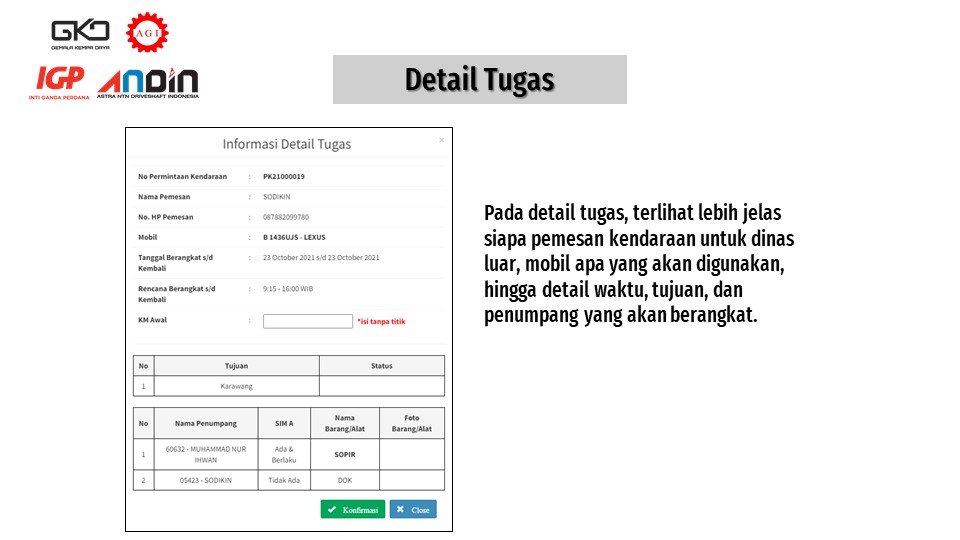 GKD
GEMALA KEMPA DAYA
AGI
IGP
INTI GANDA PERDANA
ANDIN
ASTRA NTN DRIVESHAFT INDONESIA
Detail Tugas
Informasi Detail Tugas
×
No Permintaan Kendaraan : PK21000019
Nama Pemesan : SODIKIN
No. HP Pemesan : 087882099780
Mobil : B 1436UJS - LEXUS
Tanggal Berangkat s/d : 23 October 2021 s/d 23 October 2021
Kembali
Rencana Berangkat s/d : 9:15 - 16:00 WIB
Kembali
KM Awal : *isi tanpa titik
No Tujuan Status
1 Karawang
No Nama Penumpang SIM A Nama Foto
Barang/Alat Barang/Alat
1 60632 - MUHAMMAD NUR Ada & SOPIR
IHWAN Berlaku
2 05423 - SODIKIN Tidak Ada DOK
Konfirmasi Close
Pada detail tugas, terlihat lebih jelas
siapa pemesan kendaraan untuk dinas
luar, mobil apa yang akan digunakan,
hingga detail waktu, tujuan, dan
penumpang yang akan berangkat.